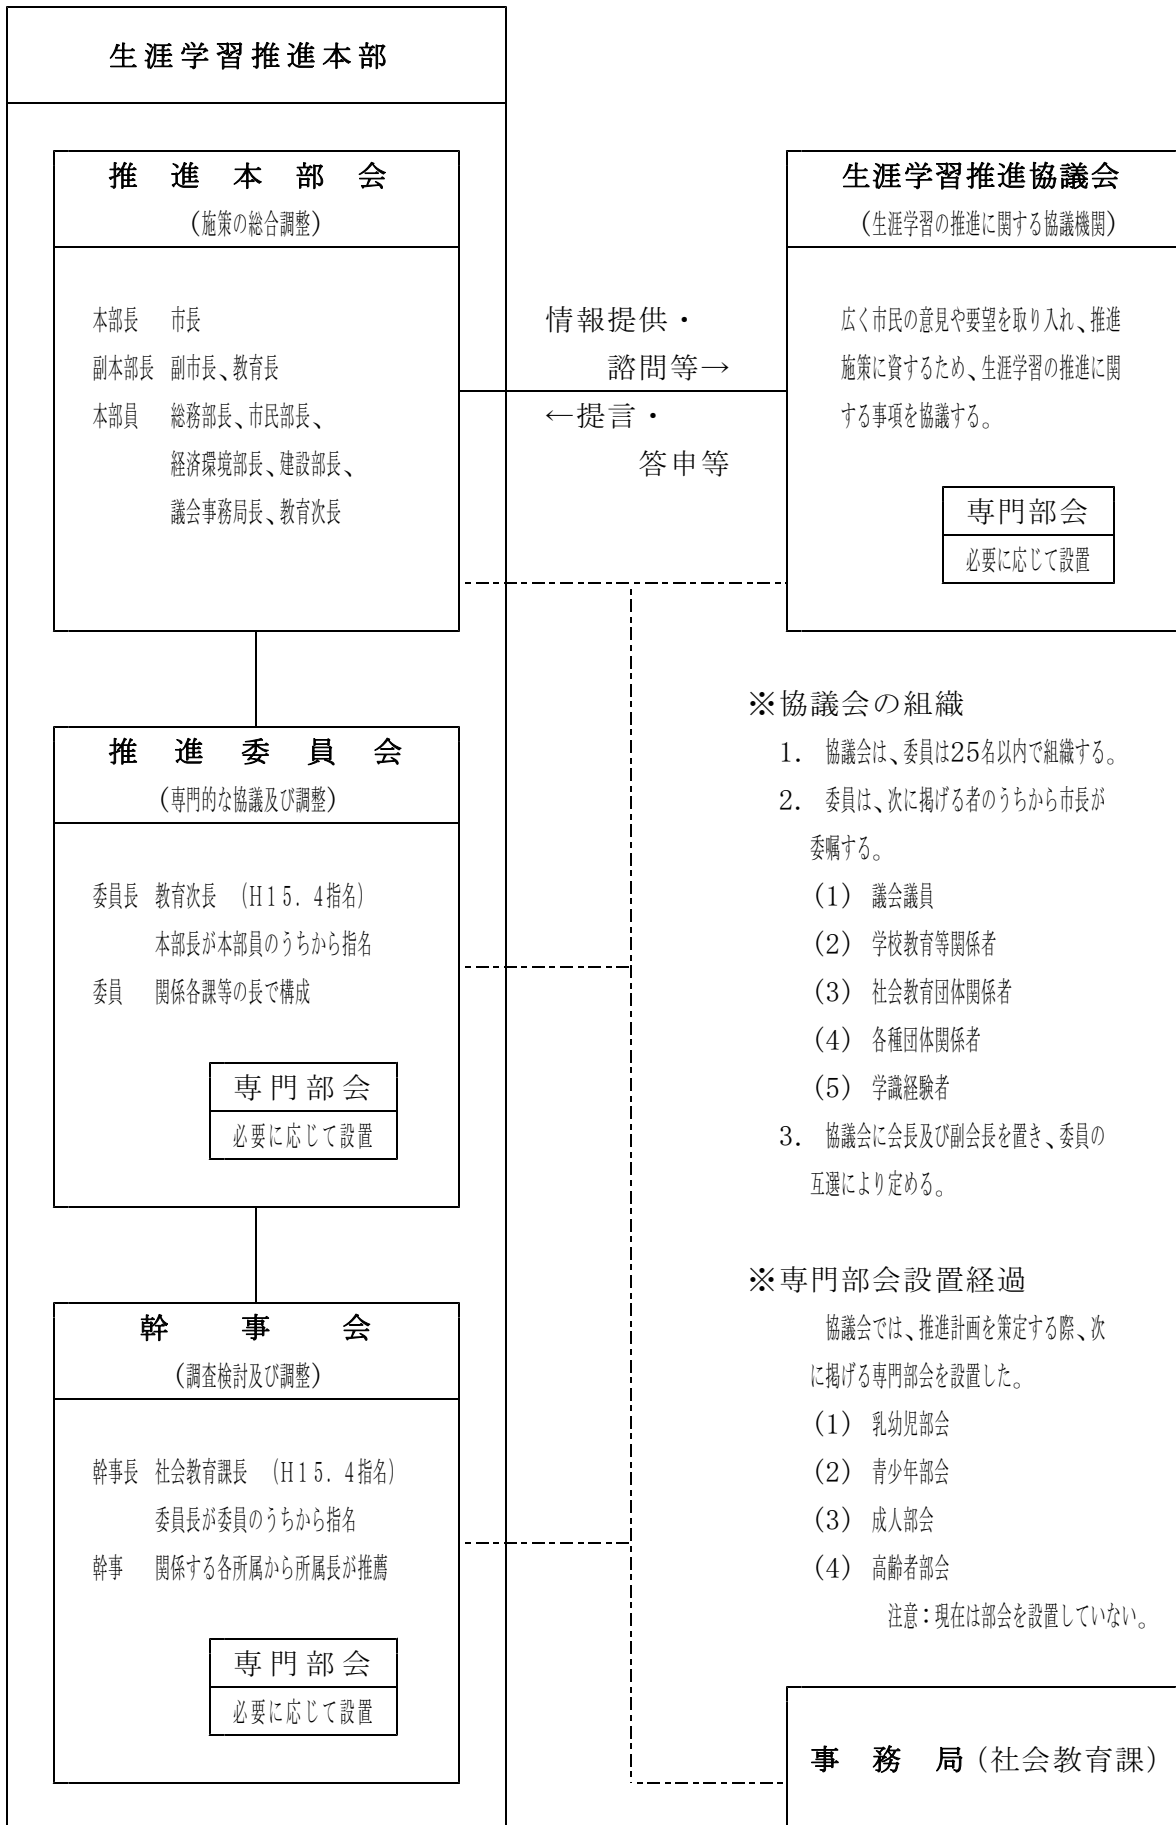 生涯学習推進本部
推進本部会
（施策の総合調整）
本部長　市長
副本部長　副市長、教育長
本部員　総務部長、市民部長、
経済環境部長、建設部長、
議会事務局長、教育次長
情報提供・
諮問等→
←提言・
答申等
生涯学習推進協議会
（生涯学習の推進に関する協議機関）
広く市民の意見や要望を取り入れ、推進
施策に資するため、生涯学習の推進に関
する事項を協議する。
専門部会
必要に応じて設置
推進委員会
（専門的な協議及び調整）
委員長　教育次長　（H15．4指名）
本部長が本部員のうちから指名
委員　関係各課等の長で構成
専門部会
必要に応じて設置
幹事会
（調査検討及び調整）
幹事長　社会教育課長　（H15．4指名）
委員長が委員のうちから指名
幹事　関係する各所属から所属長が推薦
専門部会
必要に応じて設置
※協議会の組織
1．　協議会は、委員は25名以内で組織する。
2．　委員は、次に掲げる者のうちから市長が
委嘱する。
（1）　議会議員
（2）　学校教育等関係者
（3）　社会教育団体関係者
（4）　各種団体関係者
（5）　学識経験者
3．　協議会に会長及び副会長を置き、委員の
互選により定める。
※専門部会設置経過
協議会では、推進計画を策定する際、次
に掲げる専門部会を設置した。
（1）　乳幼児部会
（2）　青少年部会
（3）　成人部会
（4）　高齢者部会
注意：現在は部会を設置していない。
事務局（社会教育課）